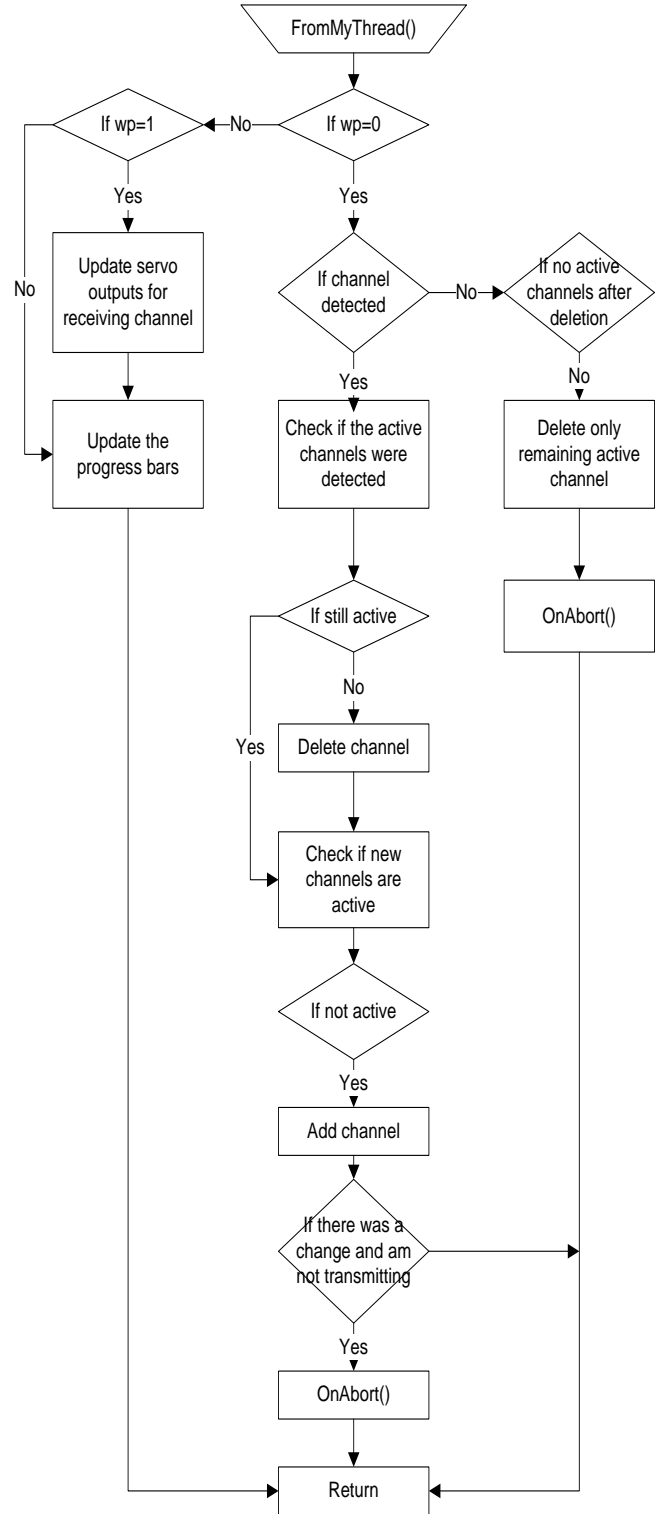 FromMyThread()
If wp=1
No
If wp=0
Yes
Yes
Update servo
outputs for
receiving channel
No
If channel
detected
No
If no active
channels after
deletion
Yes
No
Update the
progress bars
Check if the active
channels were
detected
Delete only
remaining active
channel
If still active
OnAbort()
No
Yes
Delete channel
Check if new
channels are
active
If not active
Yes
Add channel
If there was a
change and am
not transmitting
Yes
OnAbort()
Return